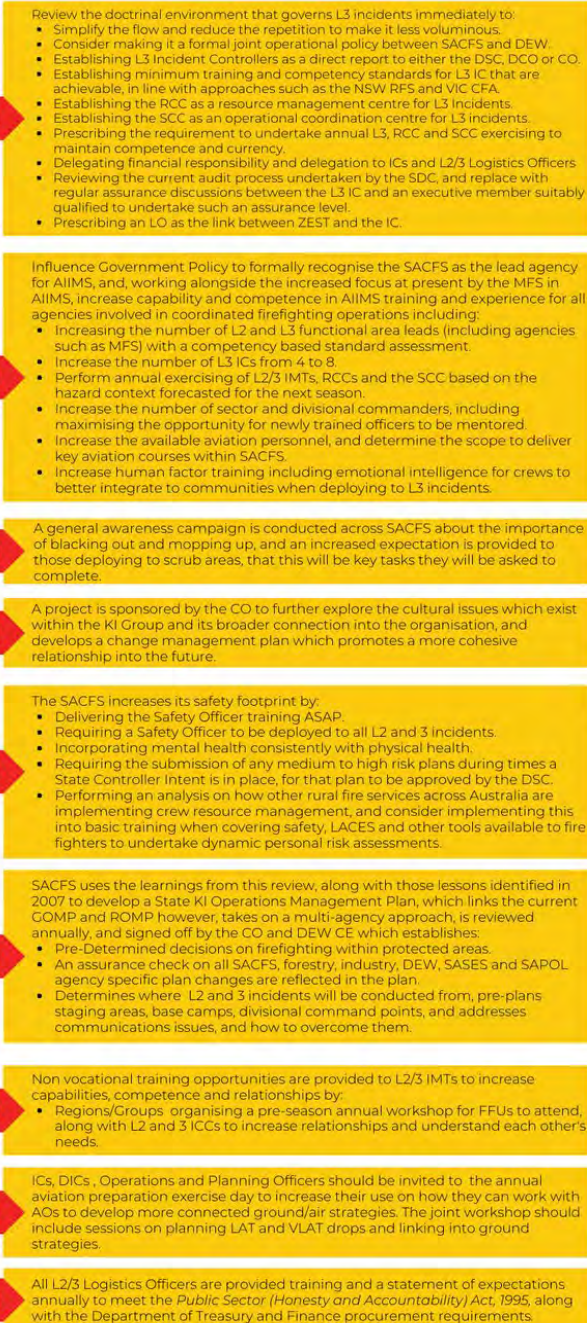 Review the doctrinal environment that governs L3 incidents immediately to:
▪ Simplify the flow and reduce the repetition to make it less voluminous.
▪ Consider making it a formal joint operational policy between SACFS and DEW.
▪ Establishing L3 Incident Controllers as a direct report to either the DSC, DCO or CO.
▪ Establishing minimum training and competency standards for L3 IC that are
achievable, in line with approaches such as the NSW RFS and VIC CFA.
▪ Establishing the RCC as a resource management centre for L3 Incidents.
▪ Establishing the SCC as an operational coordination centre for L3 incidents.
▪ Prescribing the requirement to undertake annual L3, RCC and SCC exercising to
maintain competence and currency.
▪ Delegating financial responsibility and delegation to ICs and L2/3 Logistics Officers
▪ Reviewing the current audit process undertaken by the SDC, and replace with
regular assurance discussions between the L3 IC and an executive member suitably
qualified to undertake such an assurance level.
▪ Prescribing an LO as the link between ZEST and the IC.
Influence Government Policy to formally recognise the SACFS as the lead agency
for AIIMS, and, working alongside the increased focus at present by the MFS in
AIIMS, increase capability and competence in AIIMS training and experience for all
agencies involved in coordinated firefighting operations including:
▪ Increasing the number of L2 and L3 functional area leads (including agencies
such as MFS) with a competency based standard assessment.
▪ Increase the number of L3 ICs from 4 to 8.
▪ Perform annual exercising of L2/3 IMTs, RCCs and the SCC based on the
hazard context forecasted for the next season.
▪ Increase the number of sector and divisional commanders, including
maximising the opportunity for newly trained officers to be mentored.
▪ Increase the available aviation personnel, and determine the scope to deliver
key aviation courses within SACFS.
▪ Increase human factor training including emotional intelligence for crews to
better integrate to communities when deploying to L3 incidents.
A general awareness campaign is conducted across SACFS about the importance
of blacking out and mopping up, and an increased expectation is provided to
those deploying to scrub areas, that this will be key tasks they will be asked to
complete.
A project is sponsored by the CO to further explore the cultural issues which exist
within the KI Group and its broader connection into the organisation, and
develops a change management plan which promotes a more cohesive
relationship into the future.
The SACFS increases its safety footprint by:
▪ Delivering the Safety Officer training ASAP.
▪ Requiring a Safety Officer to be deployed to all L2 and 3 incidents.
▪ Incorporating mental health consistently with physical health.
▪ Requiring the submission of any medium to high risk plans during times a
State Controller Intent is in place, for that plan to be approved by the DSC.
▪ Performing an analysis on how other rural fire services across Australia are
implementing crew resource management, and consider implementing this
into basic training when covering safety, LACES and other tools available to fire
fighters to undertake dynamic personal risk assessments.
SACFS uses the learnings from this review, along with those lessons identified in
2007 to develop a State KI Operations Management Plan, which links the current
GOMP and ROMP however, takes on a multi-agency approach, is reviewed
annually, and signed off by the CO and DEW CE which establishes:
▪ Pre-Determined decisions on firefighting within protected areas.
▪ An assurance check on all SACFS, forestry, industry, DEW, SASES and SAPOL
agency specific plan changes are reflected in the plan.
▪ Determines where L2 and 3 incidents will be conducted from, pre-plans
staging areas, base camps, divisional command points, and addresses
communications issues, and how to overcome them.
Non vocational training opportunities are provided to L2/3 IMTs to increase
capabilities, competence and relationships by:
▪ Regions/Groups organising a pre-season annual workshop for FFUs to attend,
along with L2 and 3 ICCs to increase relationships and understand each other's
needs.
ICs, DICs , Operations and Planning Officers should be invited to the annual
aviation preparation exercise day to increase their use on how they can work with
AOs to develop more connected ground/air strategies. The joint workshop should
include sessions on planning LAT and VLAT drops and linking into ground
strategies.
All L2/3 Logistics Officers are provided training and a statement of expectations
annually to meet the Public Sector (Honesty and Accountability) Act, 1995, along
with the Department of Treasury and Finance procurement requirements.